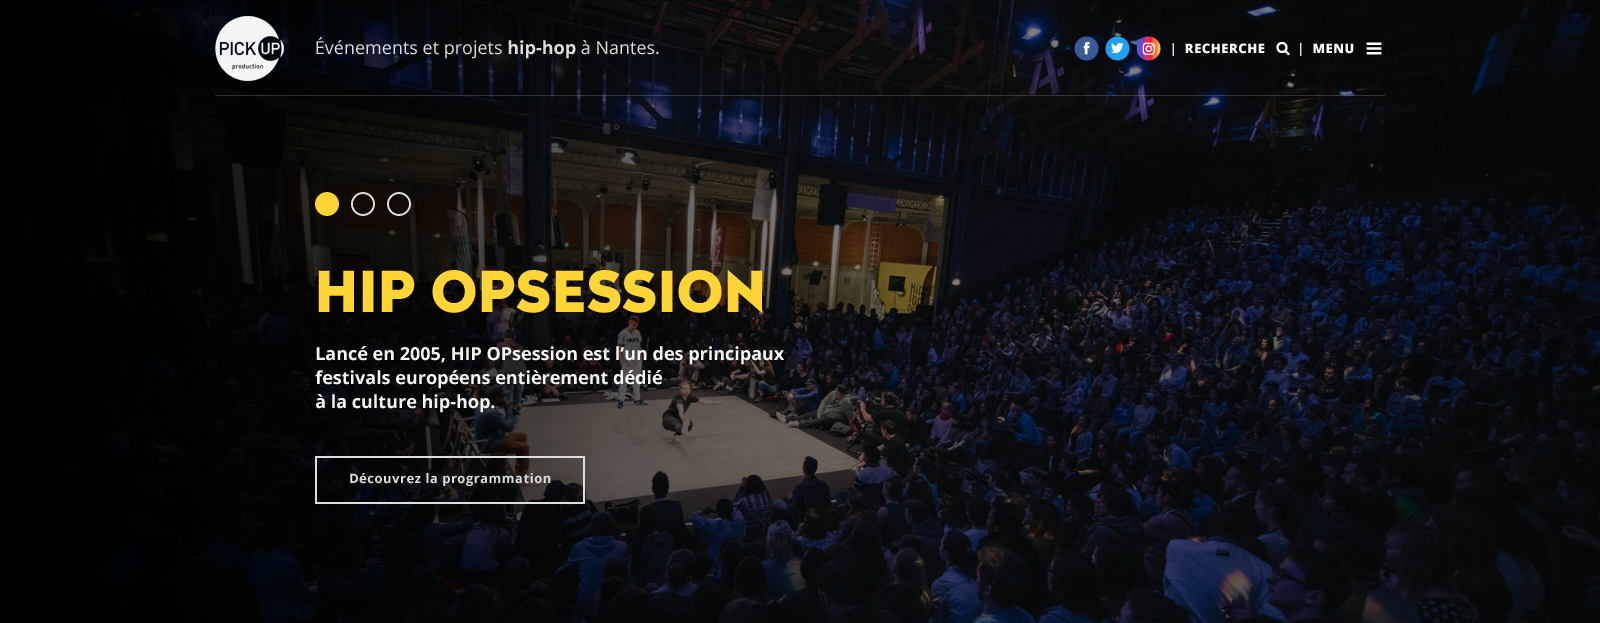 PICK UP
production
Événements et projets hip-hop à Nantes.
| RECHERCHE | MENU
HIP OPSESSION
Lancé en 2005, HIP OPsession est l’un des principaux
festivals européens entièrement dédié
à la culture hip-hop.
Découvrez la programmation